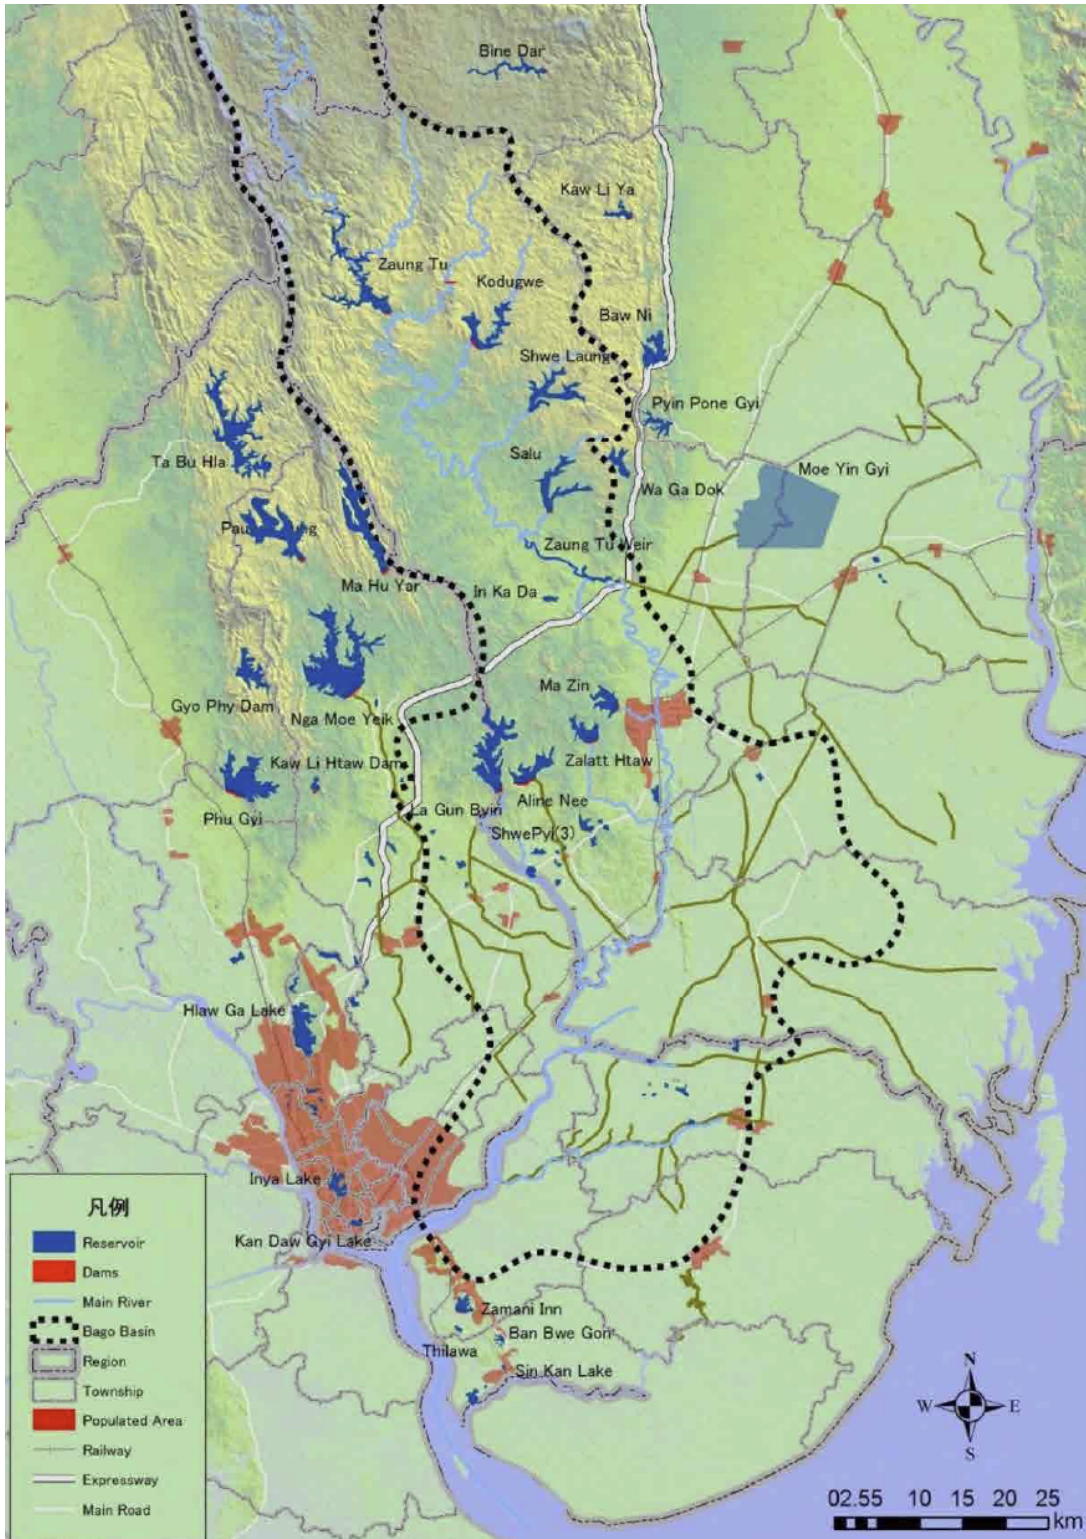 Bine Dar
Kaw Li Ya
Zaung Tu
Kodugwe
Baw Ni
Shwe Laung
Pyin Pone Gyi
Salu
Moe Yin Gyi
Ta Bu Hla
Wa Ga Dok
Zaung Tu Weir
Ma Hu Yar
In Ka Da
Ma Zin
Gyo Phy Dam
Nga Moe Yeik
Kaw Li Htaw Dam
Zalatt Htaw
Phu Gyi
La Gun Byin
Aline Nee
ShwePyi(3)
Hlaw Ga Lake
Inya Lake
Kan Daw Gyi Lake
Zamani Inn
Ban Bwe Gon
Thilawa
Sin Kan Lake
凡例
Reservoir
Dams
Main River
Bago Basin
Region
Township
Populated Area
Railway
Expressway
Main Road
N
W E
S
02.55 10 15 20 25
km